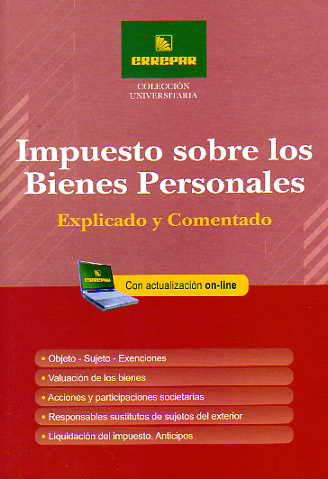 ERREPAR
COLECCIÓN
UNIVERSITARIA
Impuesto sobre los
Bienes Personales
Explicado y Comentado
ERREPAR
Con actualización on-line
• Objeto - Sujeto - Exenciones
• Valuación de los bienes
• Acciones y participaciones societarias
• Responsables sustitutos de sujetos del exterior
• Liquidación del impuesto. Anticipos